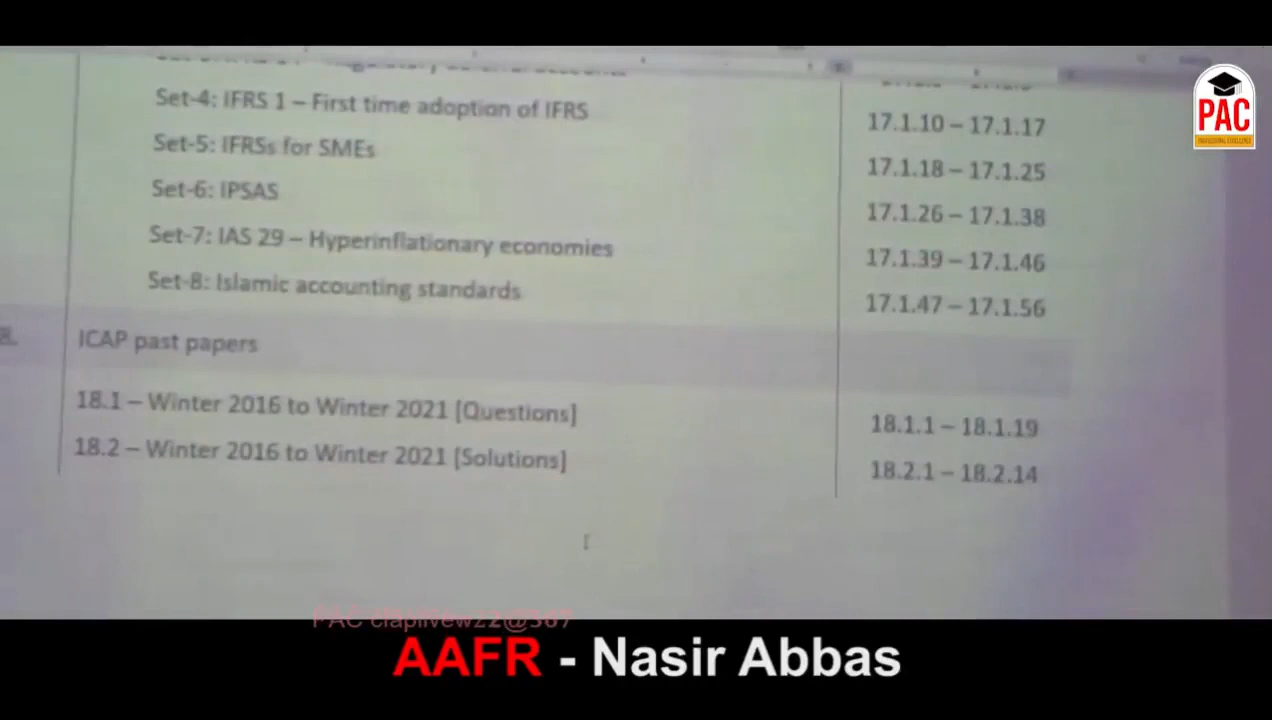 Set-4: IFRS 1 – First time adoption of IFRS
17.1.10 – 17.1.17
Set-5: IFRSs for SMEs
17.1.18 – 17.1.25
Set-6: IPSAS
17.1.26 – 17.1.38
Set-7: IAS 29 – Hyperinflationary economies
17.1.39 – 17.1.46
Set-8: Islamic accounting standards
17.1.47 – 17.1.56
8. ICAP past papers
18.1 – Winter 2016 to Winter 2021 [Questions]
18.1.1 – 18.1.19
18.2 – Winter 2016 to Winter 2021 [Solutions]
18.2.1 – 18.2.14
PAC
PAC
AAFR - Nasir Abbas